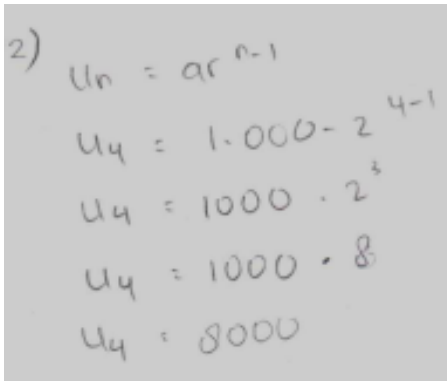 2)
Un = ar^n-1
U4 = 1.000 - 2^4-1
U4 = 1000 . 2^3
U4 = 1000 . 8
U4 = 8000